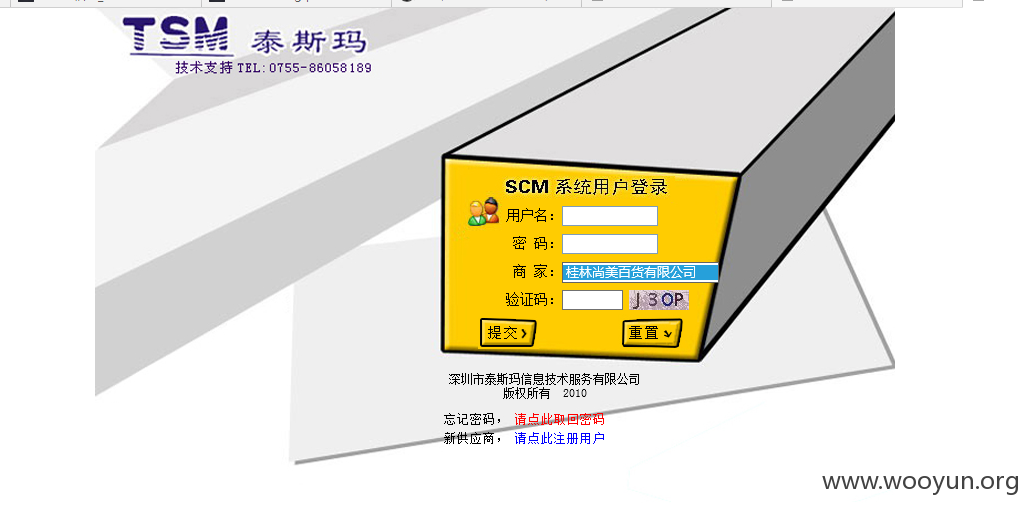 TSM 泰斯玛
技术支持 TEL:0755-86058189
SCM 系统用户登录
用户名:
密 码:
商 家: 桂林尚美百货有限公司
验证码: J3OP
提交
重置
深圳市泰斯玛信息技术服务有限公司
版权所有 2010
忘记密码， 请点此取回密码
新供应商， 请点此注册用户
www.wooyun.org